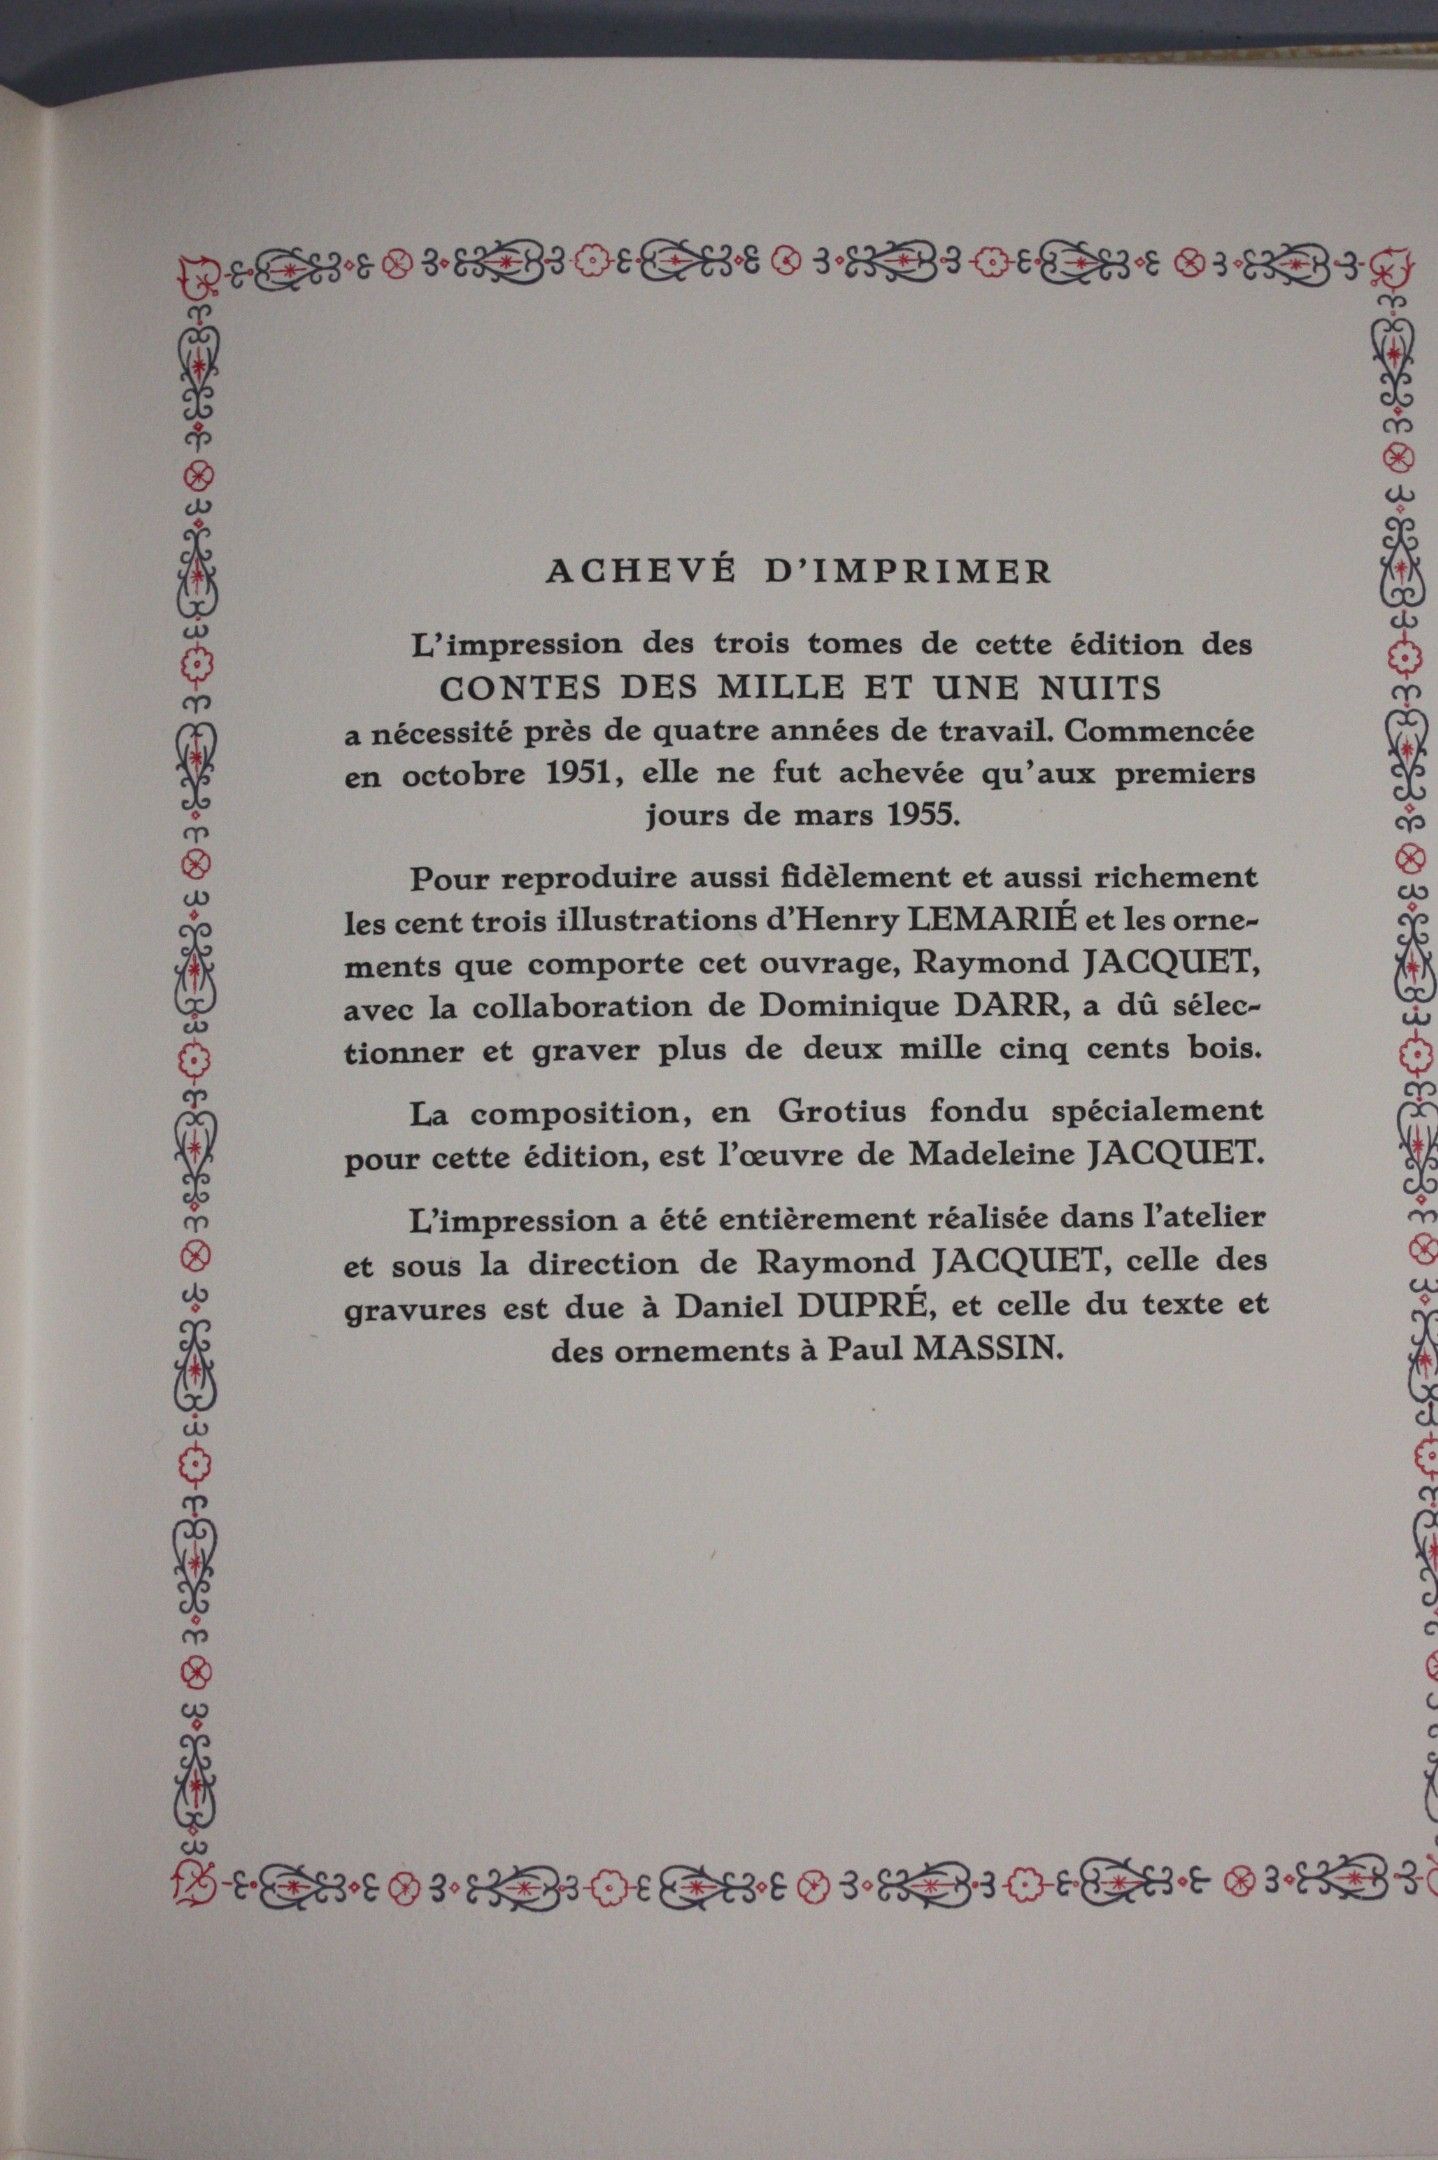 ACHEVÉ D'IMPRIMER
L'impression des trois tomes de cette édition des
CONTES DES MILLE ET UNE NUITS
a nécessité près de quatre années de travail. Commencée
en octobre 1951, elle ne fut achevée qu'aux premiers
jours de mars 1955.
Pour reproduire aussi fidèlement et aussi richement
les cent trois illustrations d'Henry LEMARIÉ et les orne-
ments que comporte cet ouvrage, Raymond JACQUET,
avec la collaboration de Dominique DARR, a dû sélec-
tionner et graver plus de deux mille cinq cents bois.
La composition, en Grotius fondu spécialement
pour cette édition, est l'œuvre de Madeleine JACQUET.
L'impression a été entièrement réalisée dans l'atelier
et sous la direction de Raymond JACQUET, celle des
gravures est due à Daniel DUPRÉ, et celle du texte et
des ornements à Paul MASSIN.